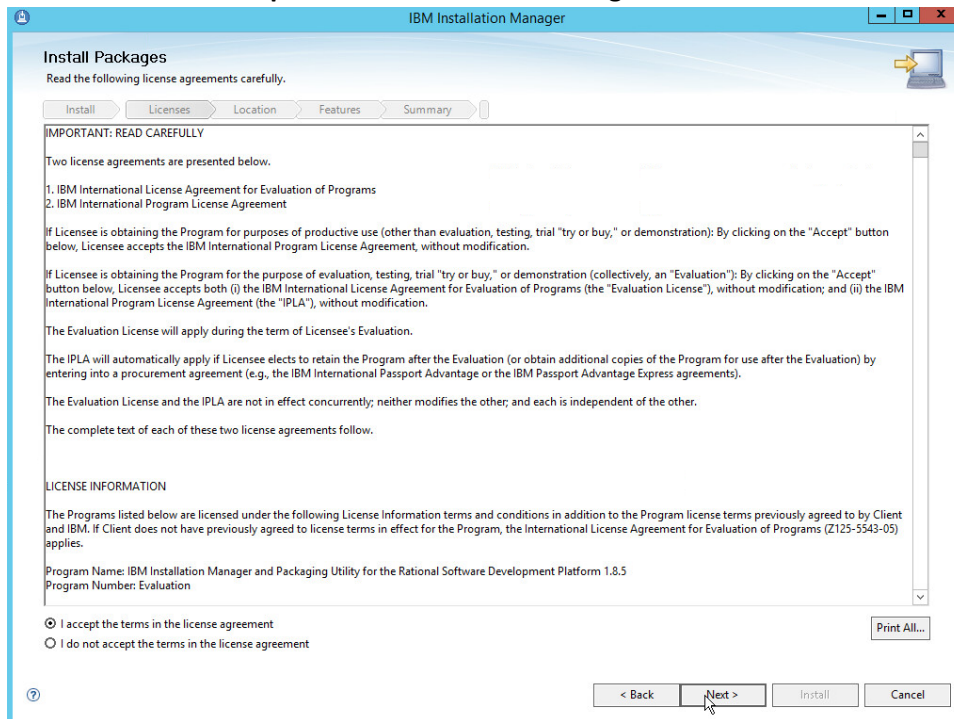 IBM Installation Manager
Install Packages
Read the following license agreements carefully.
Install
Licenses
Location
Features
Summary
IMPORTANT: READ CAREFULLY
Two license agreements are presented below.
1. IBM International License Agreement for Evaluation of Programs
2. IBM International Program License Agreement
If Licensee is obtaining the Program for purposes of productive use (other than evaluation, testing, trial "try or buy," or demonstration): By clicking on the "Accept" button
below, Licensee accepts the IBM International Program License Agreement, without modification.
If Licensee is obtaining the Program for the purpose of evaluation, testing, trial "try or buy," or demonstration (collectively, an "Evaluation"): By clicking on the "Accept"
button below, Licensee accepts both (i) the IBM International License Agreement for Evaluation of Programs (the "Evaluation License"), without modification; and (ii) the IBM
International Program License Agreement (the "IPLA"), without modification.
The Evaluation License will apply during the term of Licensee's Evaluation.
The IPLA will automatically apply if Licensee elects to retain the Program after the Evaluation (or obtain additional copies of the Program for use after the Evaluation) by
entering into a procurement agreement (e.g., the IBM International Passport Advantage or the IBM Passport Advantage Express agreements).
The Evaluation License and the IPLA are not in effect concurrently; neither modifies the other; and each is independent of the other.
The complete text of each of these two license agreements follow.
LICENSE INFORMATION
The Programs listed below are licensed under the following License Information terms and conditions in addition to the Program license terms previously agreed to by Client
and IBM. If Client does not have previously agreed to license terms in effect for the Program, the International License Agreement for Evaluation of Programs (Z125-5543-05)
applies.
Program Name: IBM Installation Manager and Packaging Utility for the Rational Software Development Platform 1.8.5
Program Number: Evaluation
I accept the terms in the license agreement
Print All...
I do not accept the terms in the license agreement
?
< Back
Next >
Install
Cancel